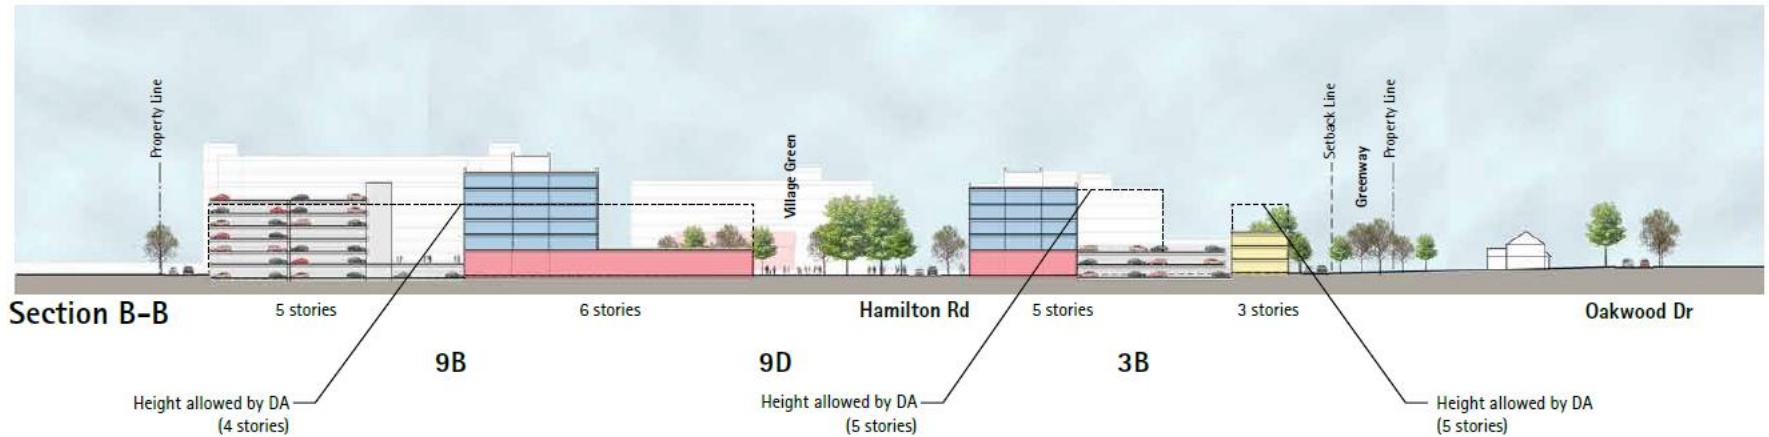 Property Line
Village Green
Setback Line
Greenway
Property Line
Section B-B
5 stories
6 stories
Hamilton Rd
5 stories
3 stories
Oakwood Dr
9B
9D
3B
Height allowed by DA
(4 stories)
Height allowed by DA
(5 stories)
Height allowed by DA
(5 stories)